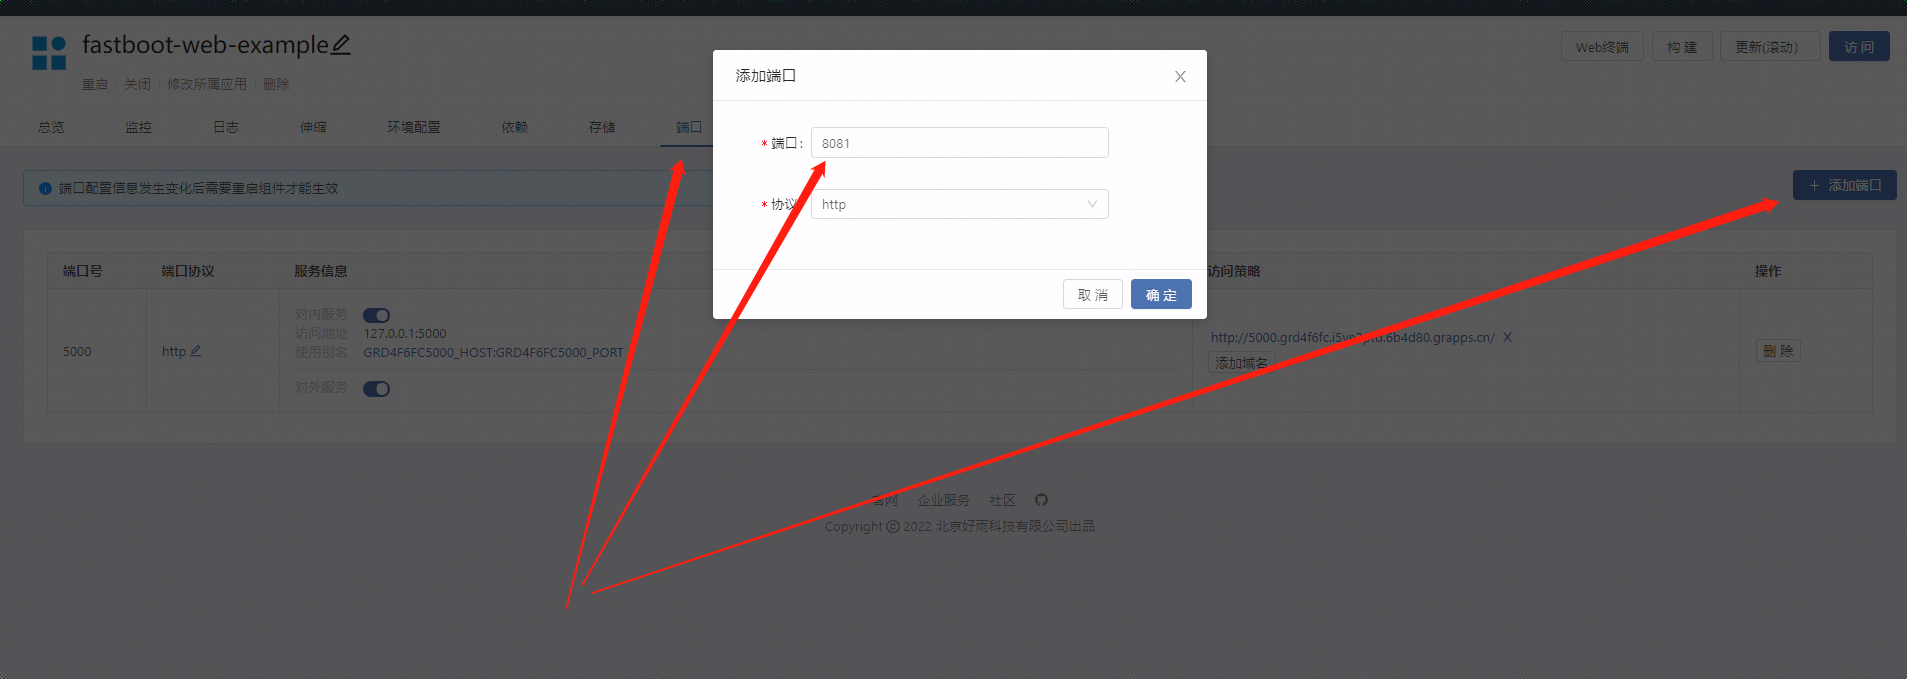 fastboot-web-example
Web终端 构 建 更新(滚动) 访 问
重启 关闭 修改所属应用 删除
总览 监控 日志 伸缩 环境配置 依赖 存储 端口
添加端口
* 端口: 8081
* 协议 http
取 消 确 定
端口配置信息发生变化后需要重启组件才能生效
+ 添加端口
端口号 端口协议 服务信息 访问策略 操作
5000 http
对内服务
访问地址 127.0.0.1:5000
使用别名 GRD4F6FC5000_HOST:GRD4F6FC5000_PORT
对外服务
http://5000.grd4f6fc. .6b4d80.grapps.cn/ X
添加域名
删 除
官网 企业服务 社区
Copyright © 2022 北京好雨科技有限公司出品